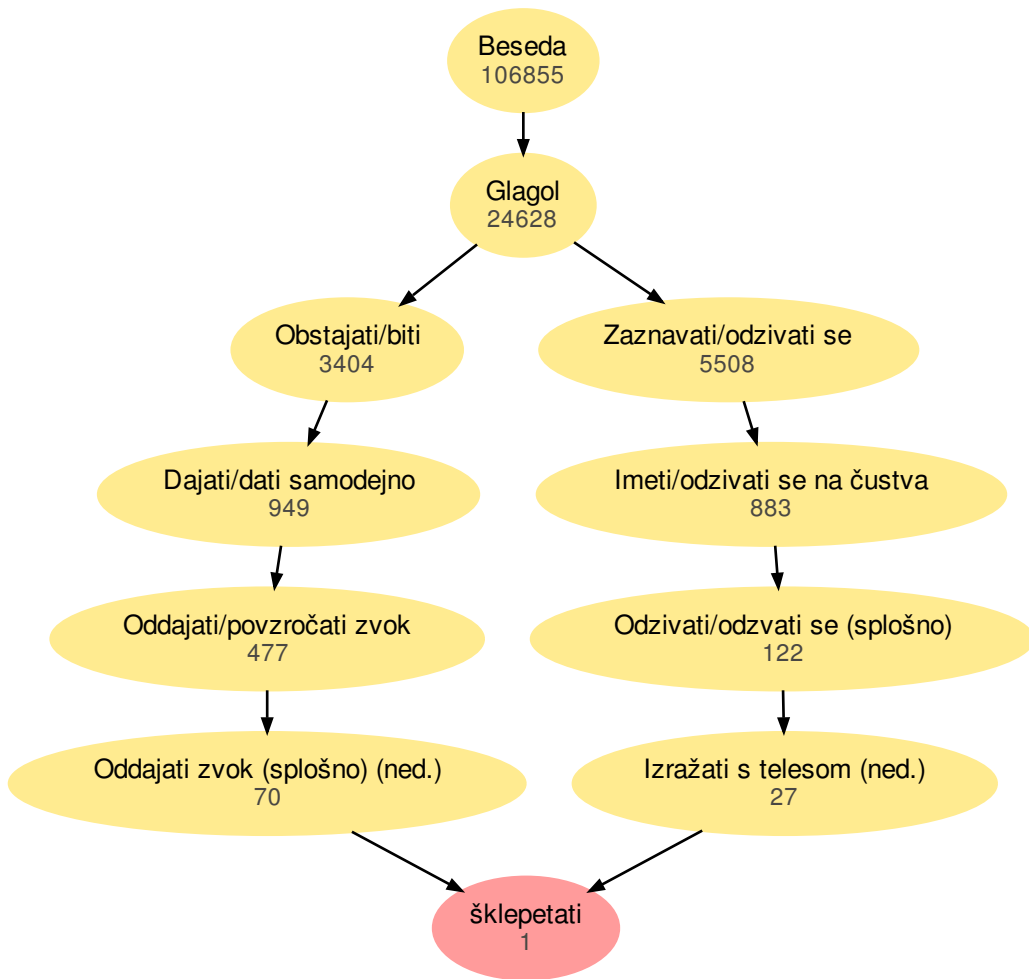 Beseda
106855
Glagol
24628
Obstajati/biti
3404
Zaznavati/odzivati se
5508
Dajati/dati samodejno
949
Imeti/odzivati se na čustva
883
Oddajati/povzročati zvok
477
Odzivati/odzvati se (splošno)
122
Oddajati zvok (splošno) (ned.)
70
Izražati s telesom (ned.)
27
šklepetati
1